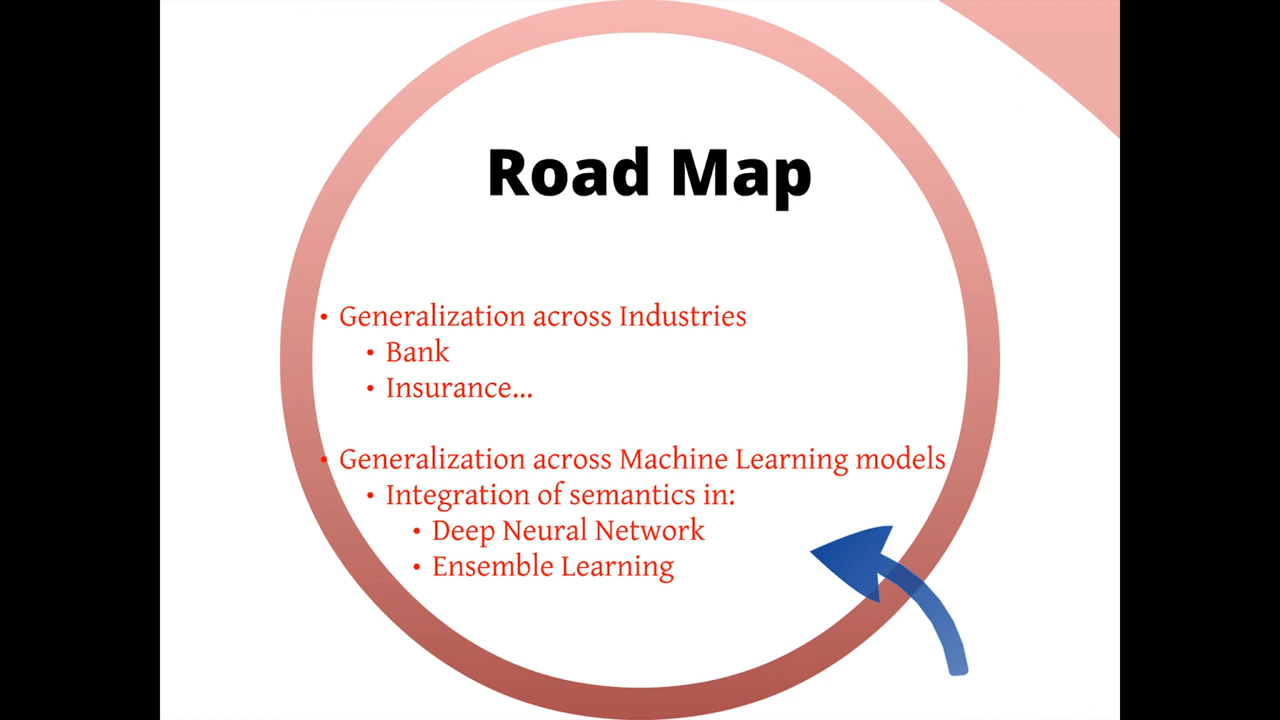 Road Map
• Generalization across Industries
• Bank
• Insurance...
• Generalization across Machine Learning models
• Integration of semantics in:
• Deep Neural Network
• Ensemble Learning